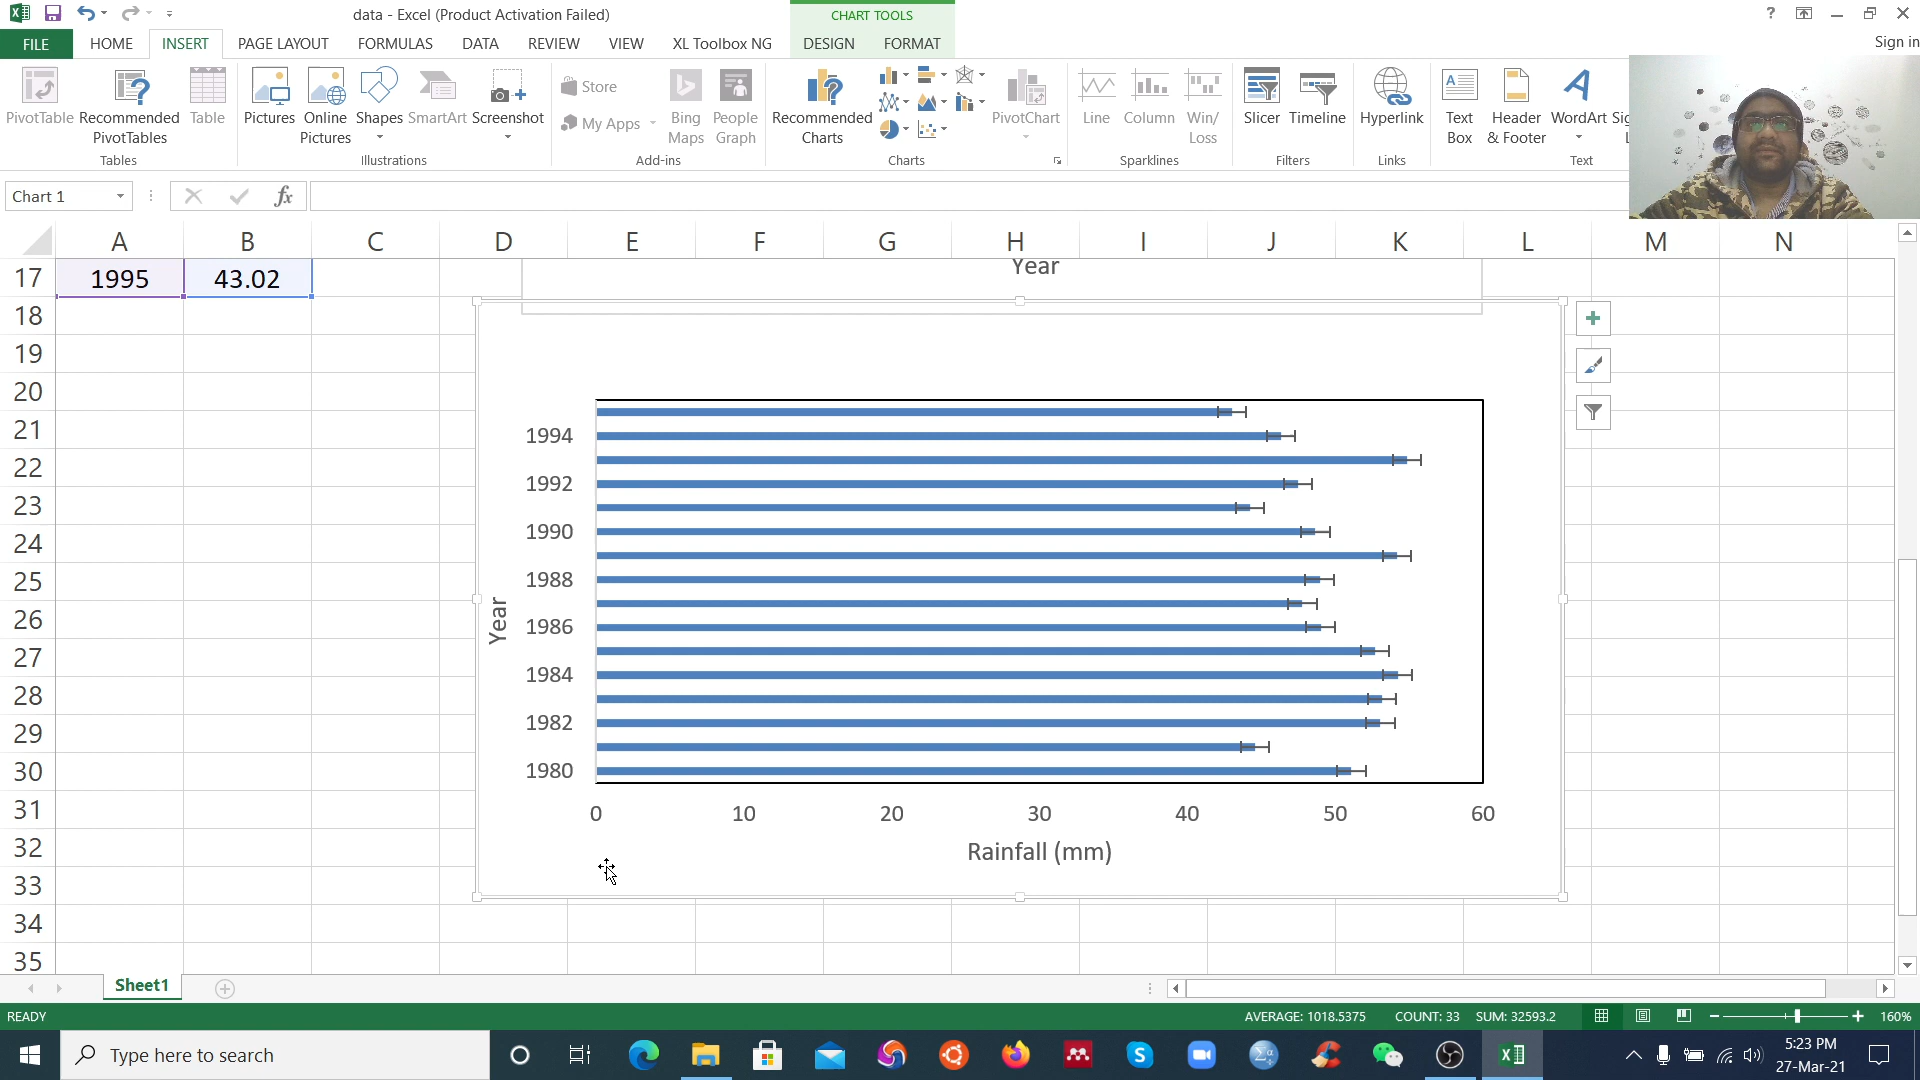 data - Excel (Product Activation Failed)
CHART TOOLS
?
FILE
HOME
INSERT
PAGE LAYOUT
FORMULAS
DATA
REVIEW
VIEW
XL Toolbox NG
DESIGN
FORMAT
Sign in
PivotTable
Recommended
PivotTables
Table
Pictures
Online
Pictures
Shapes
SmartArt
Screenshot
Store
My Apps
Bing
Maps
People
Graph
Recommended
Charts
PivotChart
Line
Column
Win/
Loss
Slicer
Timeline
Hyperlink
Text
Box
Header
& Footer
WordArt
Tables
Illustrations
Add-ins
Charts
Sparklines
Filters
Links
Text
Chart 1
fx
A B C D E F G H I J K L M N
17 1995 43.02
Year
18
19
20
21
22
23
24
25
26
27
28
29
30
31
32
33
34
35
1994
1992
1990
1988
1986
1984
1982
1980
Year
0 10 20 30 40 50 60
Rainfall (mm)
Sheet1
READY
AVERAGE: 1018.5375 COUNT: 33 SUM: 32593.2
160%
Type here to search
5:23 PM
27-Mar-21